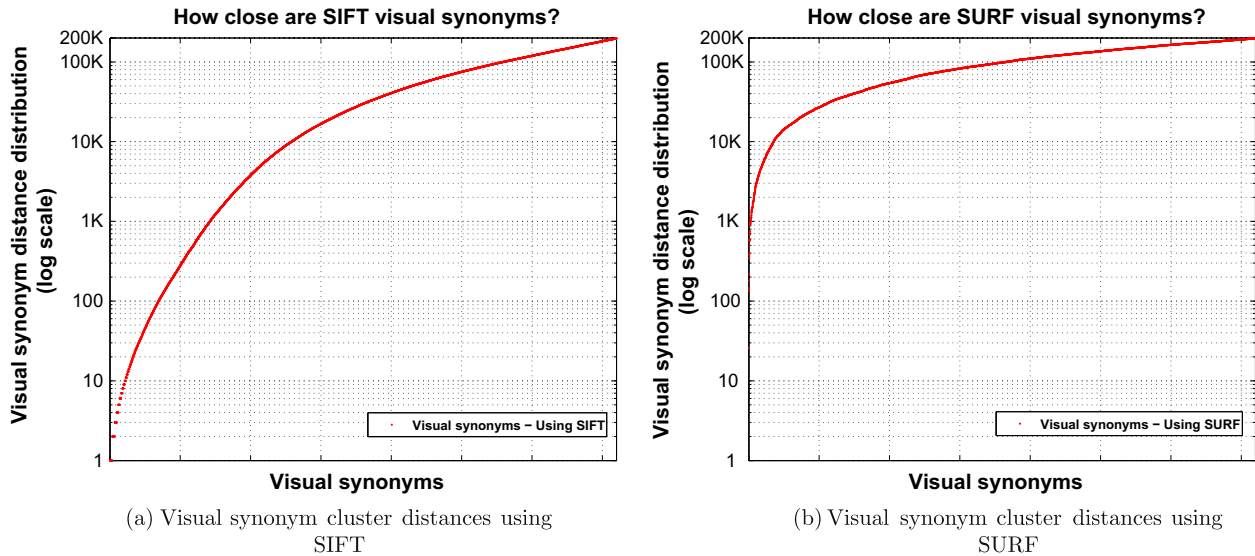 How close are SIFT visual synonyms?
200K
100K
10K
1K
100
10
1
Visual synonym distance distribution
(log scale)
Visual synonyms − Using SIFT
Visual synonyms
(a) Visual synonym cluster distances using
SIFT
How close are SURF visual synonyms?
200K
100K
10K
1K
100
10
1
Visual synonym distance distribution
(log scale)
Visual synonyms − Using SURF
Visual synonyms
(b) Visual synonym cluster distances using
SURF